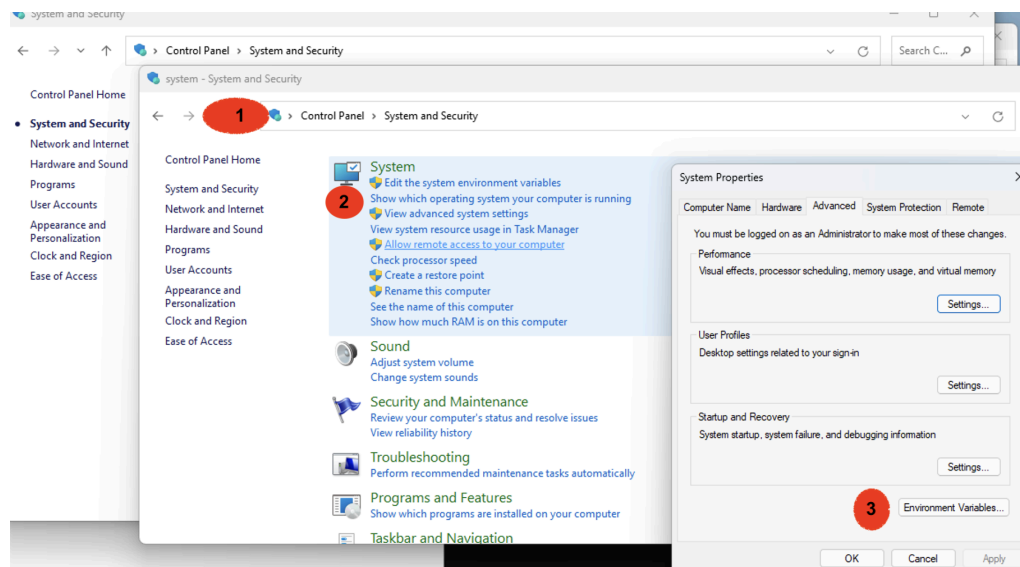 System and Security
Control Panel > System and Security
Search C...
Control Panel Home
System and Security
Network and Internet
Hardware and Sound
Programs
User Accounts
Appearance and
Personalization
Clock and Region
Ease of Access
system - System and Security
1
Control Panel > System and Security
Control Panel Home
System and Security
Network and Internet
Hardware and Sound
Programs
User Accounts
Appearance and
Personalization
Clock and Region
Ease of Access
System
Edit the system environment variables
2
Show which operating system your computer is running
View advanced system settings
View system resource usage in Task Manager
Allow remote access to your computer
Check processor speed
Create a restore point
Rename this computer
See the name of this computer
Show how much RAM is on this computer
Sound
Adjust system volume
Change system sounds
Security and Maintenance
Review your computer's status and resolve issues
View reliability history
Troubleshooting
Perform recommended maintenance tasks automatically
Programs and Features
Show which programs are installed on your computer
Taskbar and Navigation
System Properties
Computer Name Hardware Advanced System Protection Remote
You must be logged on as an Administrator to make most of these changes.
Performance
Visual effects, processor scheduling, memory usage, and virtual memory
Settings...
User Profiles
Desktop settings related to your sign-in
Settings...
Startup and Recovery
System startup, system failure, and debugging information
Settings...
3
Environment Variables...
OK Cancel Apply